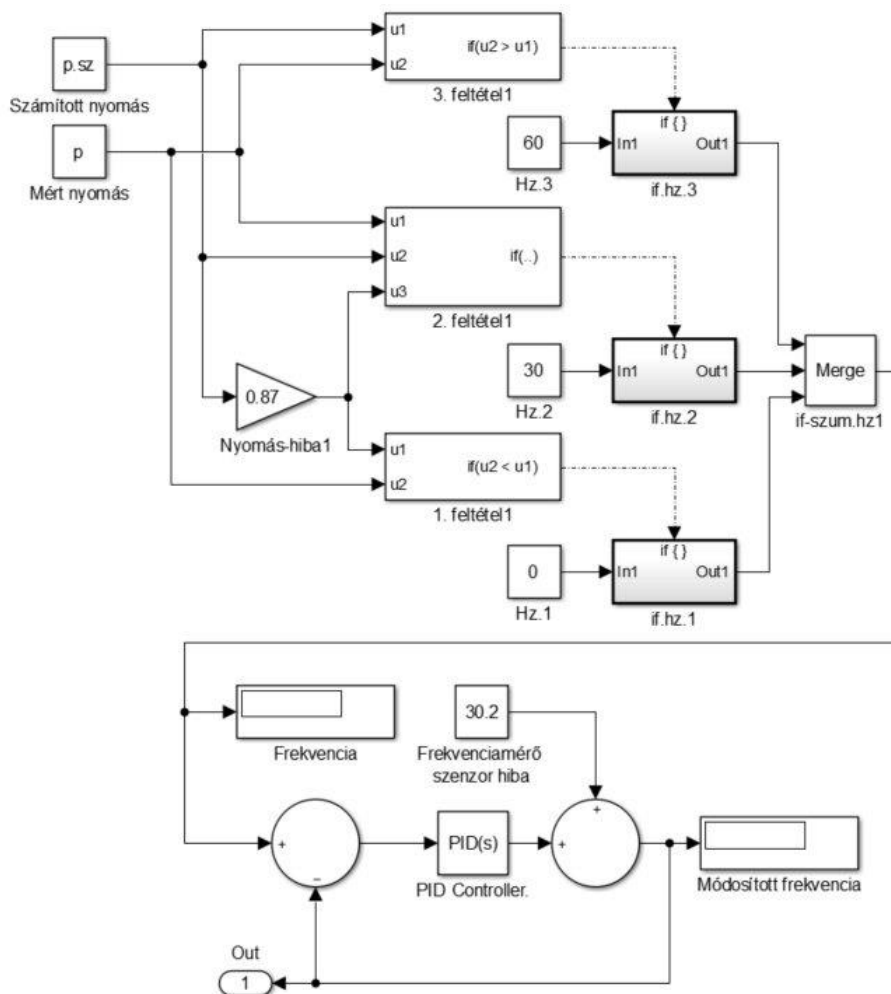 p.sz
Számított nyomás
p
Mért nyomás
u1
u2
if(u2 > u1)
3. feltétel1
60
Hz.3
if { }
In1
Out1
if.hz.3
u1
u2
u3
if(..)
2. feltétel1
0.87
Nyomás-hiba1
30
Hz.2
if { }
In1
Out1
if.hz.2
Merge
if-szum.hz1
u1
u2
if(u2 < u1)
1. feltétel1
0
Hz.1
if { }
In1
Out1
if.hz.1
Frekvencia
30.2
Frekvenciamérő
szenzor hiba
+
−
PID(s)
PID Controller.
+
+
Módosított frekvencia
Out
1